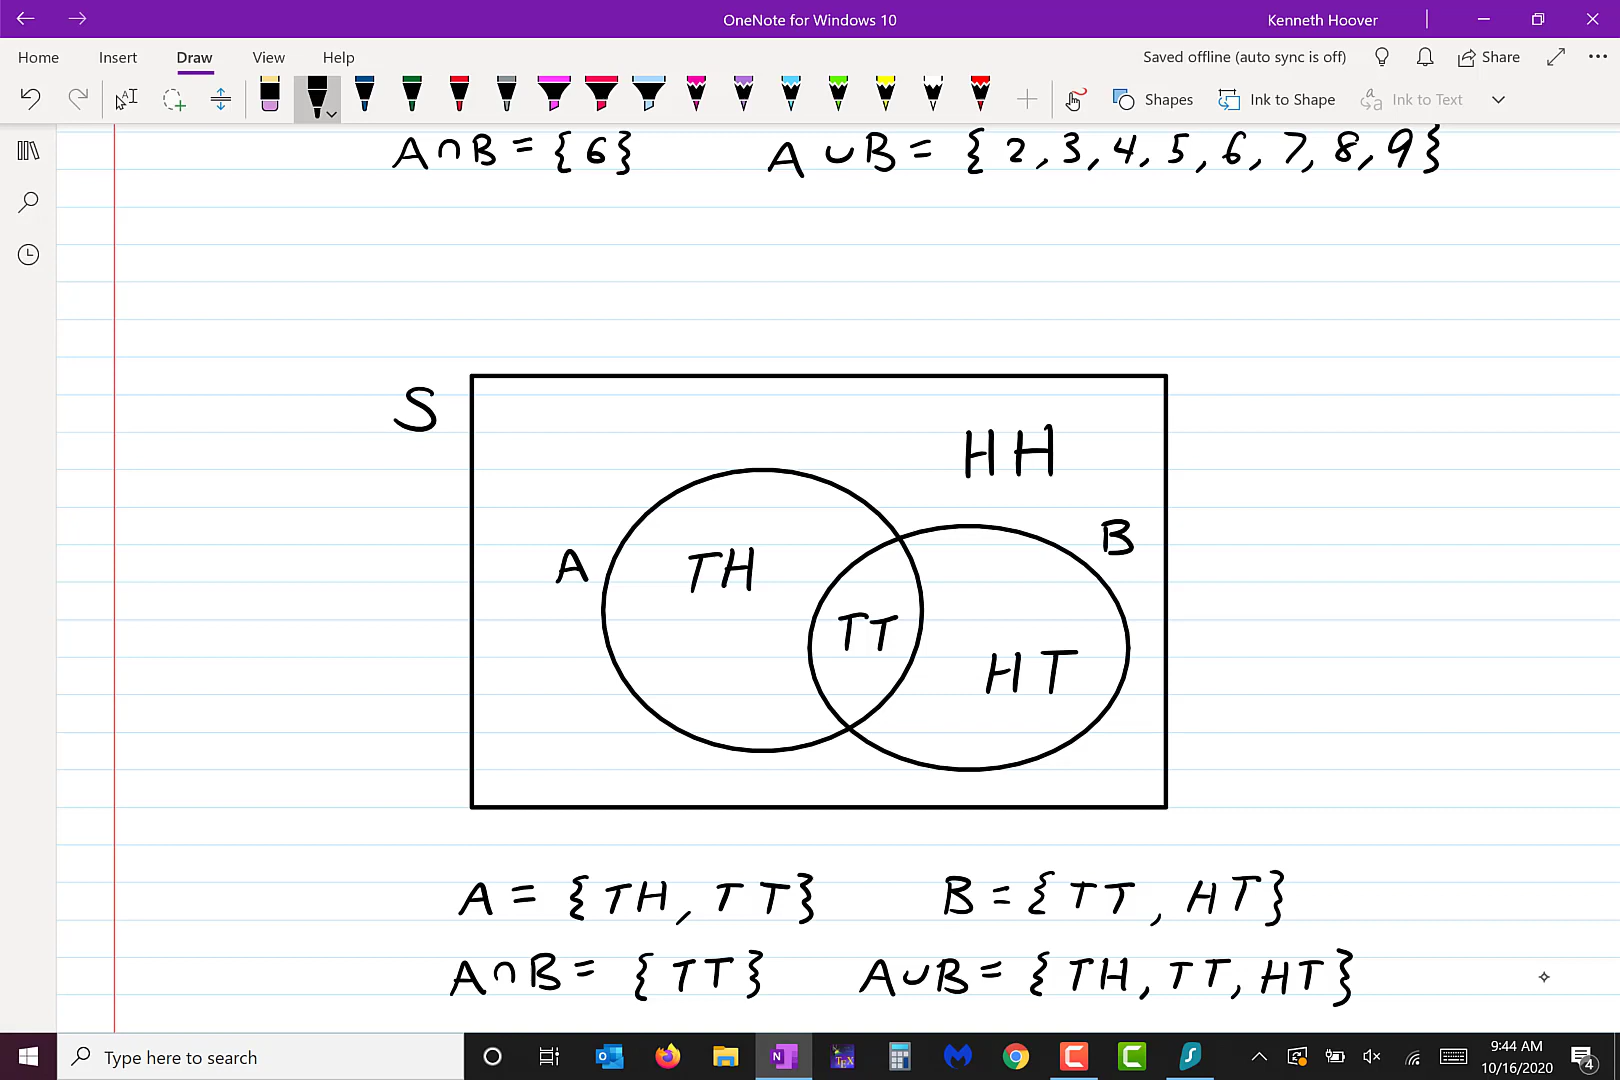 OneNote for Windows 10
Kenneth Hoover
Home Insert Draw View Help
Saved offline (auto sync is off) Share
Shapes Ink to Shape Ink to Text
A∩B = {6} A∪B = {2,3,4,5,6,7,8,9}
S
HH
B
A TH
TT
HT
A = {TH, TT} B = {TT, HT}
A∩B = {TT} A∪B = {TH, TT, HT}
Type here to search
9:44 AM
10/16/2020
4